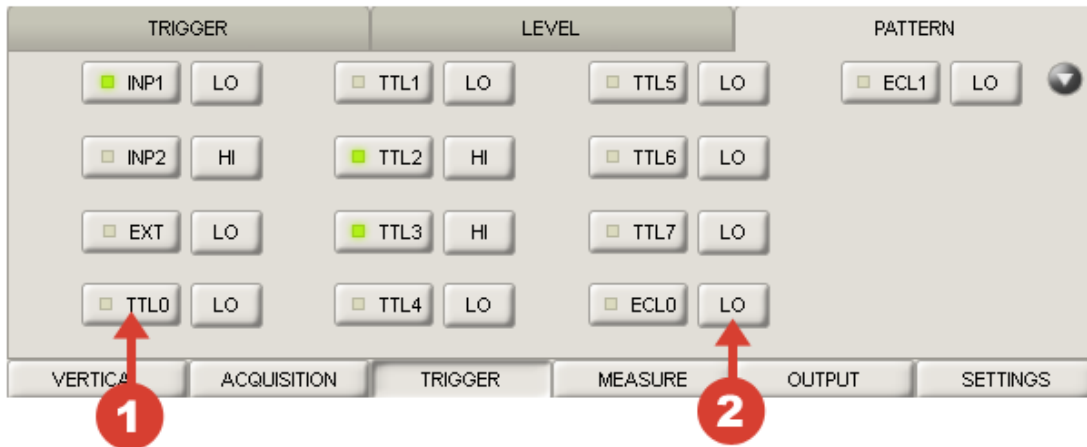 TRIGGER LEVEL PATTERN
INP1 LO TTL1 LO TTL5 LO ECL1 LO
INP2 HI TTL2 HI TTL6 LO
EXT LO TTL3 HI TTL7 LO
TTL0 LO TTL4 LO ECL0 LO
VERTICA ACQUISITION TRIGGER MEASURE OUTPUT SETTINGS
1 2